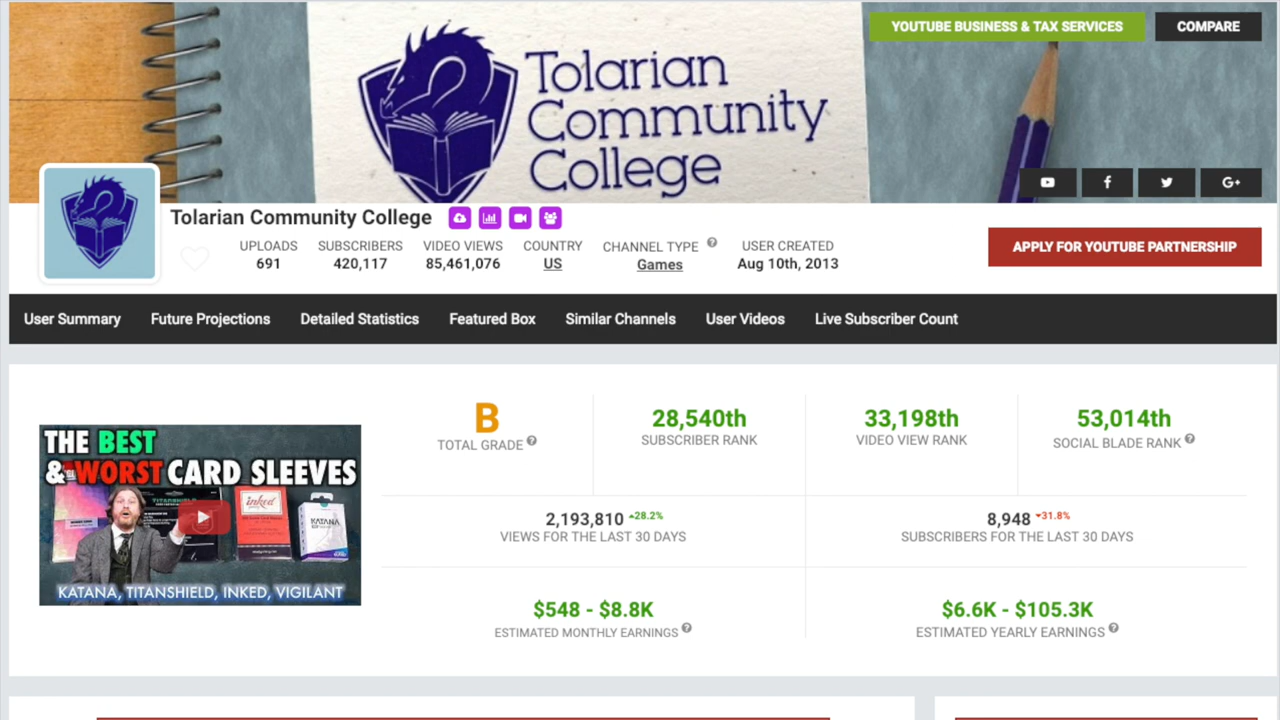 Tolarian
Community
College
YOUTUBE BUSINESS & TAX SERVICES
COMPARE
G+
Tolarian Community College
UPLOADS
691
SUBSCRIBERS
420,117
VIDEO VIEWS
85,461,076
COUNTRY
US
CHANNEL TYPE
Games
USER CREATED
Aug 10th, 2013
APPLY FOR YOUTUBE PARTNERSHIP
User Summary Future Projections Detailed Statistics Featured Box Similar Channels User Videos Live Subscriber Count
THE BEST
& WORST CARD SLEEVES
TITANSHIELD
inked
KATANA
KATANA, TITANSHIELD, INKED, VIGILANT
B
TOTAL GRADE
28,540th
SUBSCRIBER RANK
33,198th
VIDEO VIEW RANK
53,014th
SOCIAL BLADE RANK
2,193,810 28.2%
VIEWS FOR THE LAST 30 DAYS
8,948 31.8%
SUBSCRIBERS FOR THE LAST 30 DAYS
$548 - $8.8K
ESTIMATED MONTHLY EARNINGS
$6.6K - $105.3K
ESTIMATED YEARLY EARNINGS